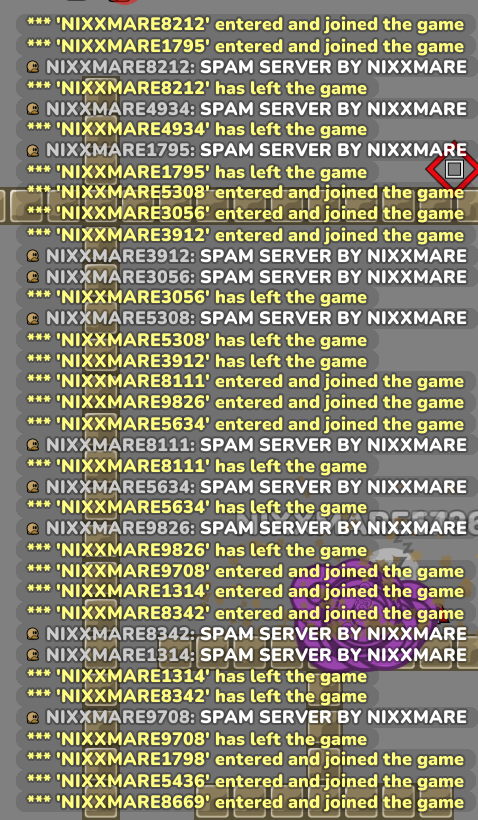 *** 'NIXXMARE8212' entered and joined the game
*** 'NIXXMARE1795' entered and joined the game
NIXXMARE8212: SPAM SERVER BY NIXXMARE
*** 'NIXXMARE8212' has left the game
NIXXMARE4934: SPAM SERVER BY NIXXMARE
*** 'NIXXMARE4934' has left the game
NIXXMARE1795: SPAM SERVER BY NIXXMARE
*** 'NIXXMARE1795' has left the game
*** 'NIXXMARE5308' entered and joined the game
*** 'NIXXMARE3056' entered and joined the game
*** 'NIXXMARE3912' entered and joined the game
NIXXMARE3912: SPAM SERVER BY NIXXMARE
NIXXMARE3056: SPAM SERVER BY NIXXMARE
*** 'NIXXMARE3056' has left the game
NIXXMARE5308: SPAM SERVER BY NIXXMARE
*** 'NIXXMARE5308' has left the game
*** 'NIXXMARE3912' has left the game
*** 'NIXXMARE8111' entered and joined the game
*** 'NIXXMARE9826' entered and joined the game
*** 'NIXXMARE5634' entered and joined the game
NIXXMARE8111: SPAM SERVER BY NIXXMARE
*** 'NIXXMARE8111' has left the game
NIXXMARE5634: SPAM SERVER BY NIXXMARE
*** 'NIXXMARE5634' has left the game
NIXXMARE9826: SPAM SERVER BY NIXXMARE
*** 'NIXXMARE9826' has left the game
*** 'NIXXMARE9708' entered and joined the game
*** 'NIXXMARE1314' entered and joined the game
*** 'NIXXMARE8342' entered and joined the game
NIXXMARE8342: SPAM SERVER BY NIXXMARE
NIXXMARE1314: SPAM SERVER BY NIXXMARE
*** 'NIXXMARE1314' has left the game
*** 'NIXXMARE8342' has left the game
NIXXMARE9708: SPAM SERVER BY NIXXMARE
*** 'NIXXMARE9708' has left the game
*** 'NIXXMARE1798' entered and joined the game
*** 'NIXXMARE5436' entered and joined the game
*** 'NIXXMARE8669' entered and joined the game